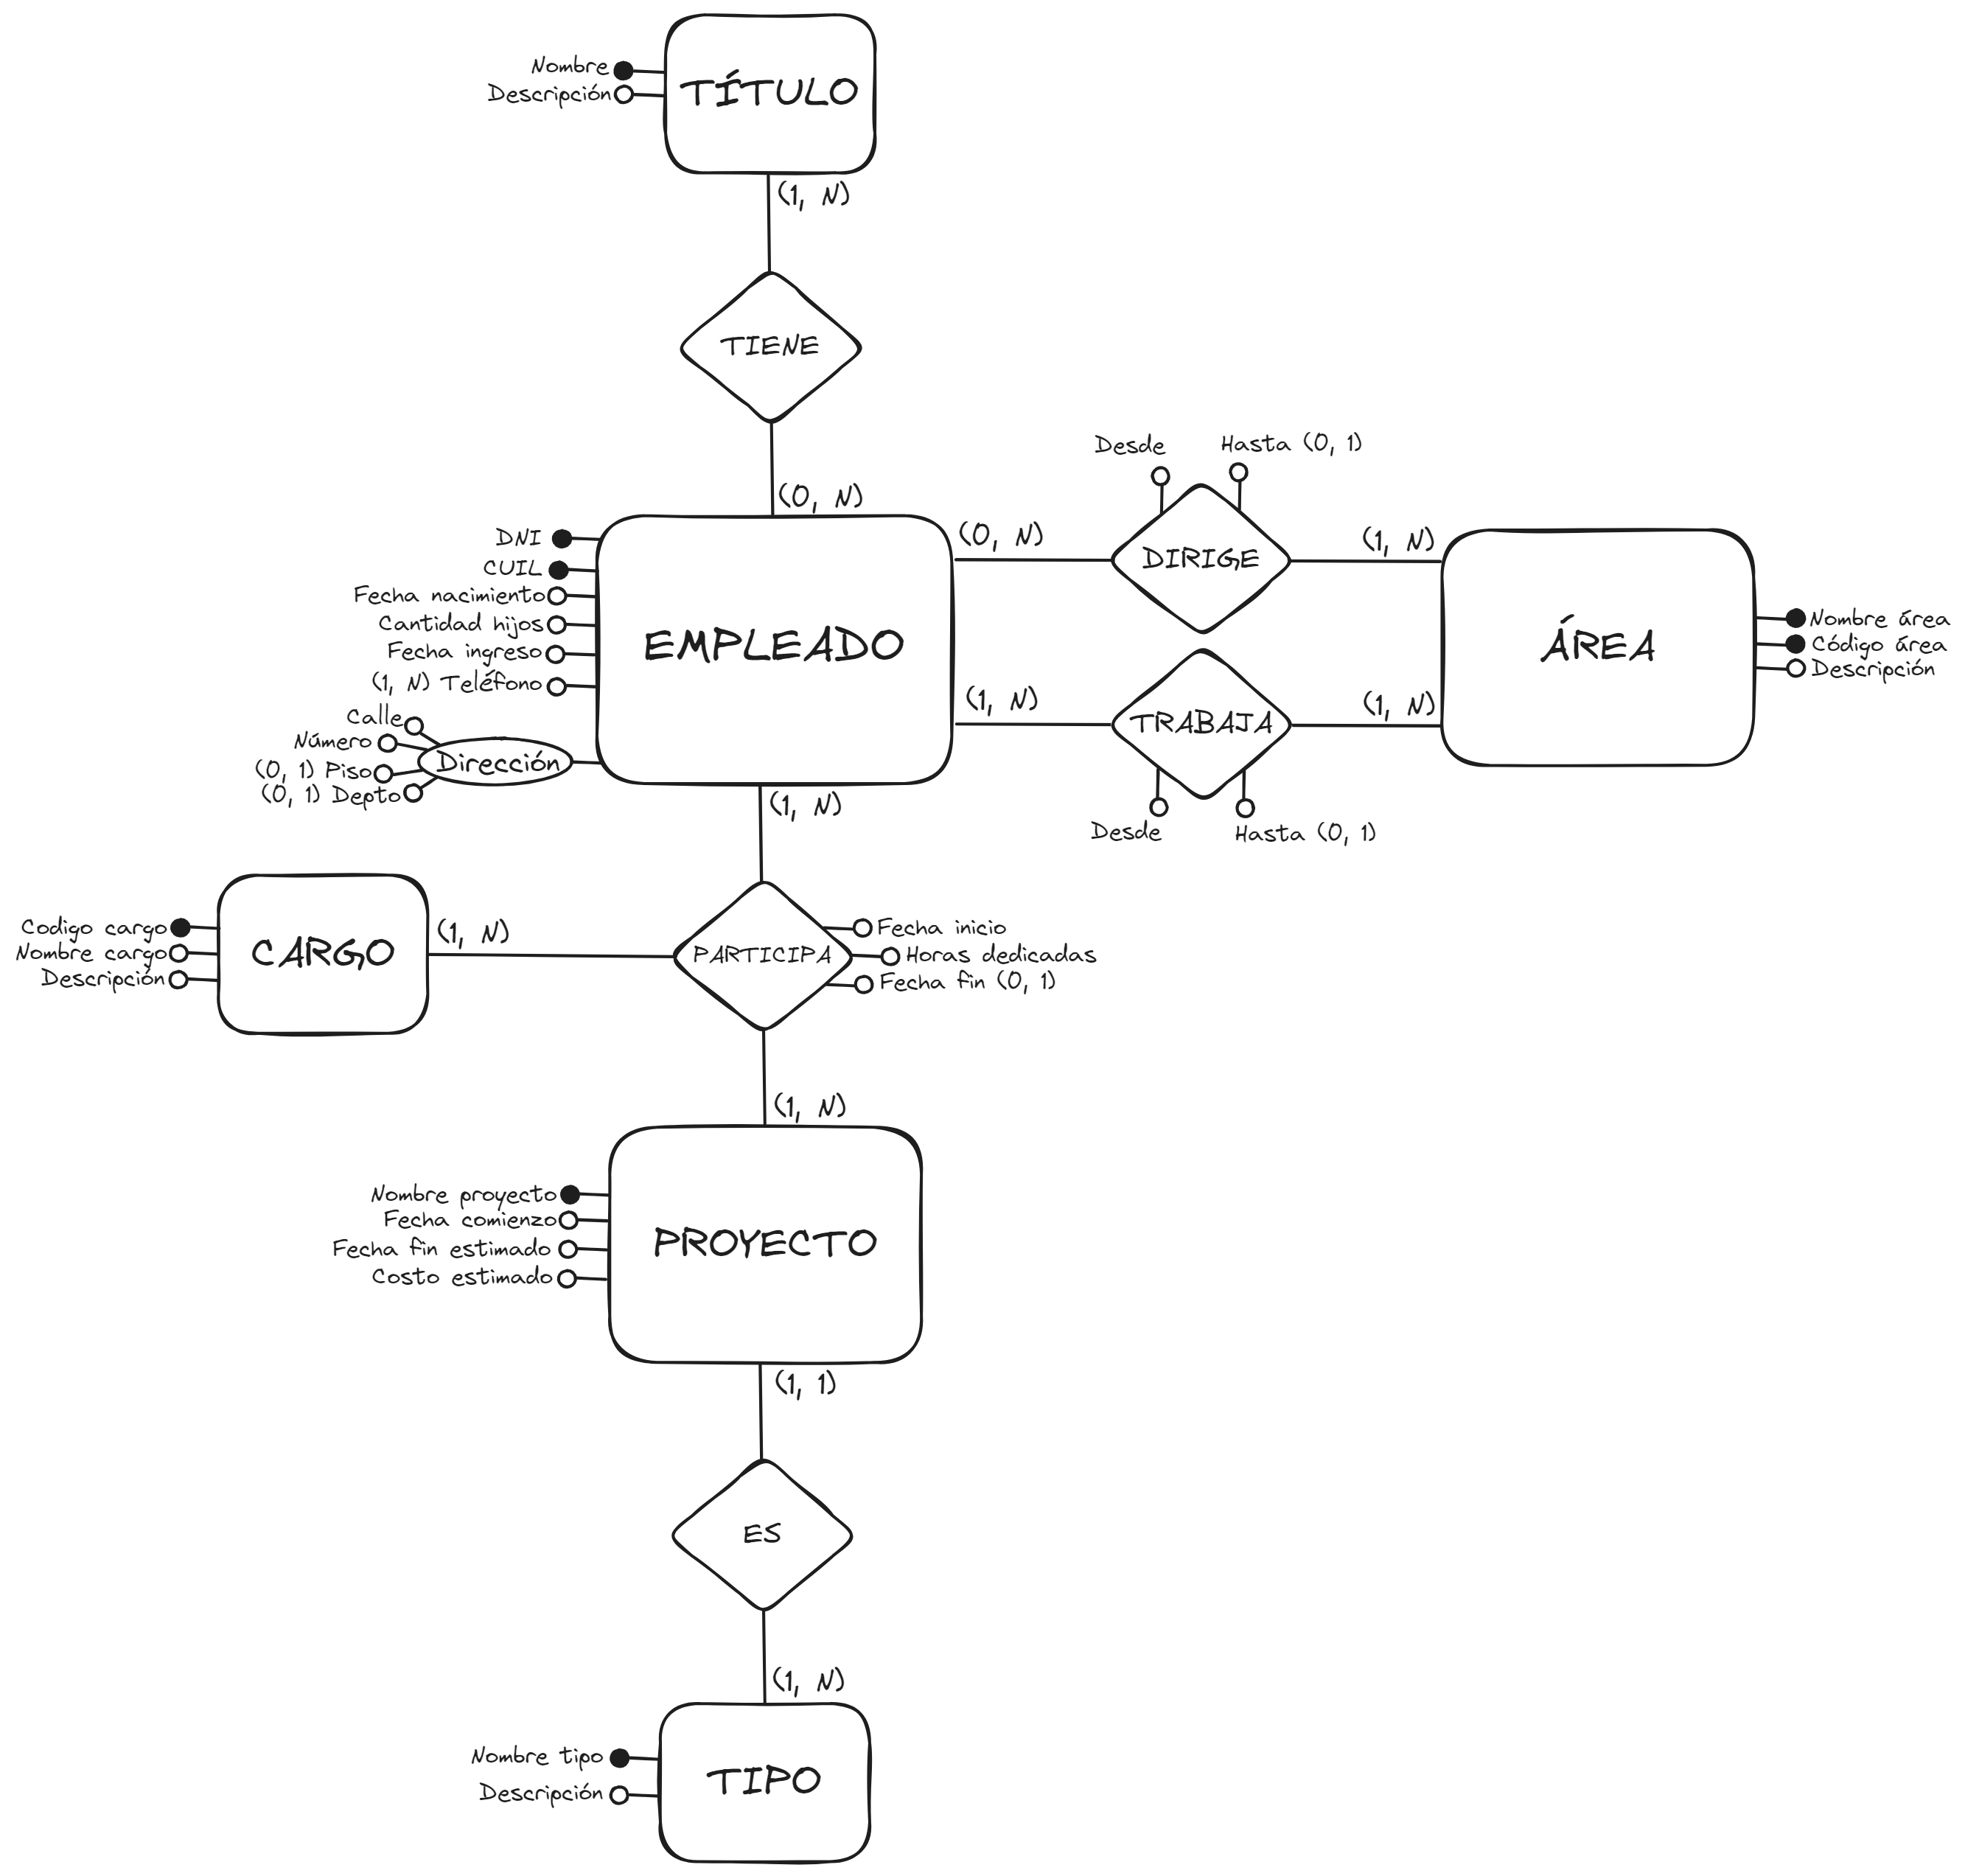 Nombre
Descripción
TÍTULO
(1, N)
TIENE
(0, N)
Desde
Hasta (0, 1)
DNI
CUIL
Fecha nacimiento
Cantidad hijos
Fecha ingreso
(1, N) Teléfono
Calle
Número
(0, 1) Piso
(0, 1) Depto
Dirección
EMPLEADO
(0, N)
DIRIGE
(1, N)
(1, N)
TRABAJA
(1, N)
ÁREA
Nombre área
Código área
Descripción
Desde
Hasta (0, 1)
(1, N)
Codigo cargo
Nombre cargo
Descripción
CARGO
(1, N)
PARTICIPA
Fecha inicio
Horas dedicadas
Fecha fin (0, 1)
(1, N)
Nombre proyecto
Fecha comienzo
Fecha fin estimado
Costo estimado
PROYECTO
(1, 1)
ES
(1, N)
Nombre tipo
Descripción
TIPO